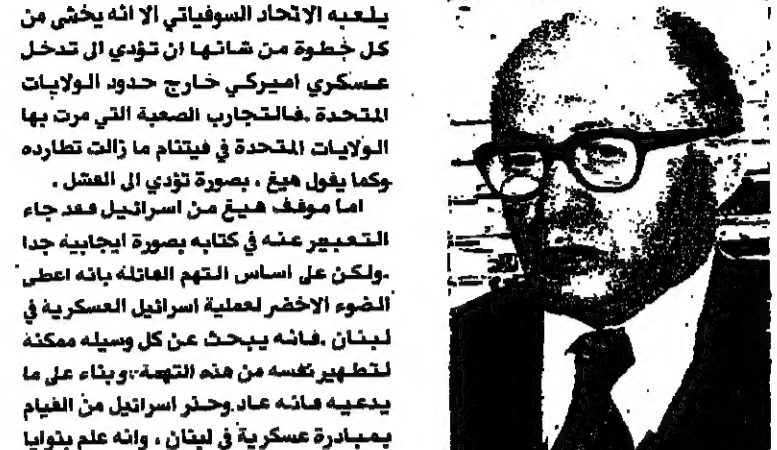 يلعبه الاتحاد السوفياتي الا انه يخشى من
كل خطوة من شانها ان تؤدي الى تدخل
عسكري اميركي خارج حدود الولايات
المتحدة .فالتجارب الصعبة التي مرت بها
الولايات المتحدة في فيتنام ما زالت تطارده
وكما يقول هيغ ، بصورة تؤدي الى الفشل .
اما موقف هيغ من اسرائيل فقد جاء
التعبير عنه في كتابه بصورة ايجابية جدا
.ولكن على اساس التهم القائلة بانه اعطى
الضوء الاخضر لعملية اسرائيل العسكرية في
لبنان .فانه يبحث عن كل وسيلة ممكنة
لتطهير نفسه من هذه التهمة .وبناء على ما
يدعيه فانه عاد.وحذر اسرائيل من القيام
بمبادرة عسكرية في لبنان ، وانه علم بنوايا